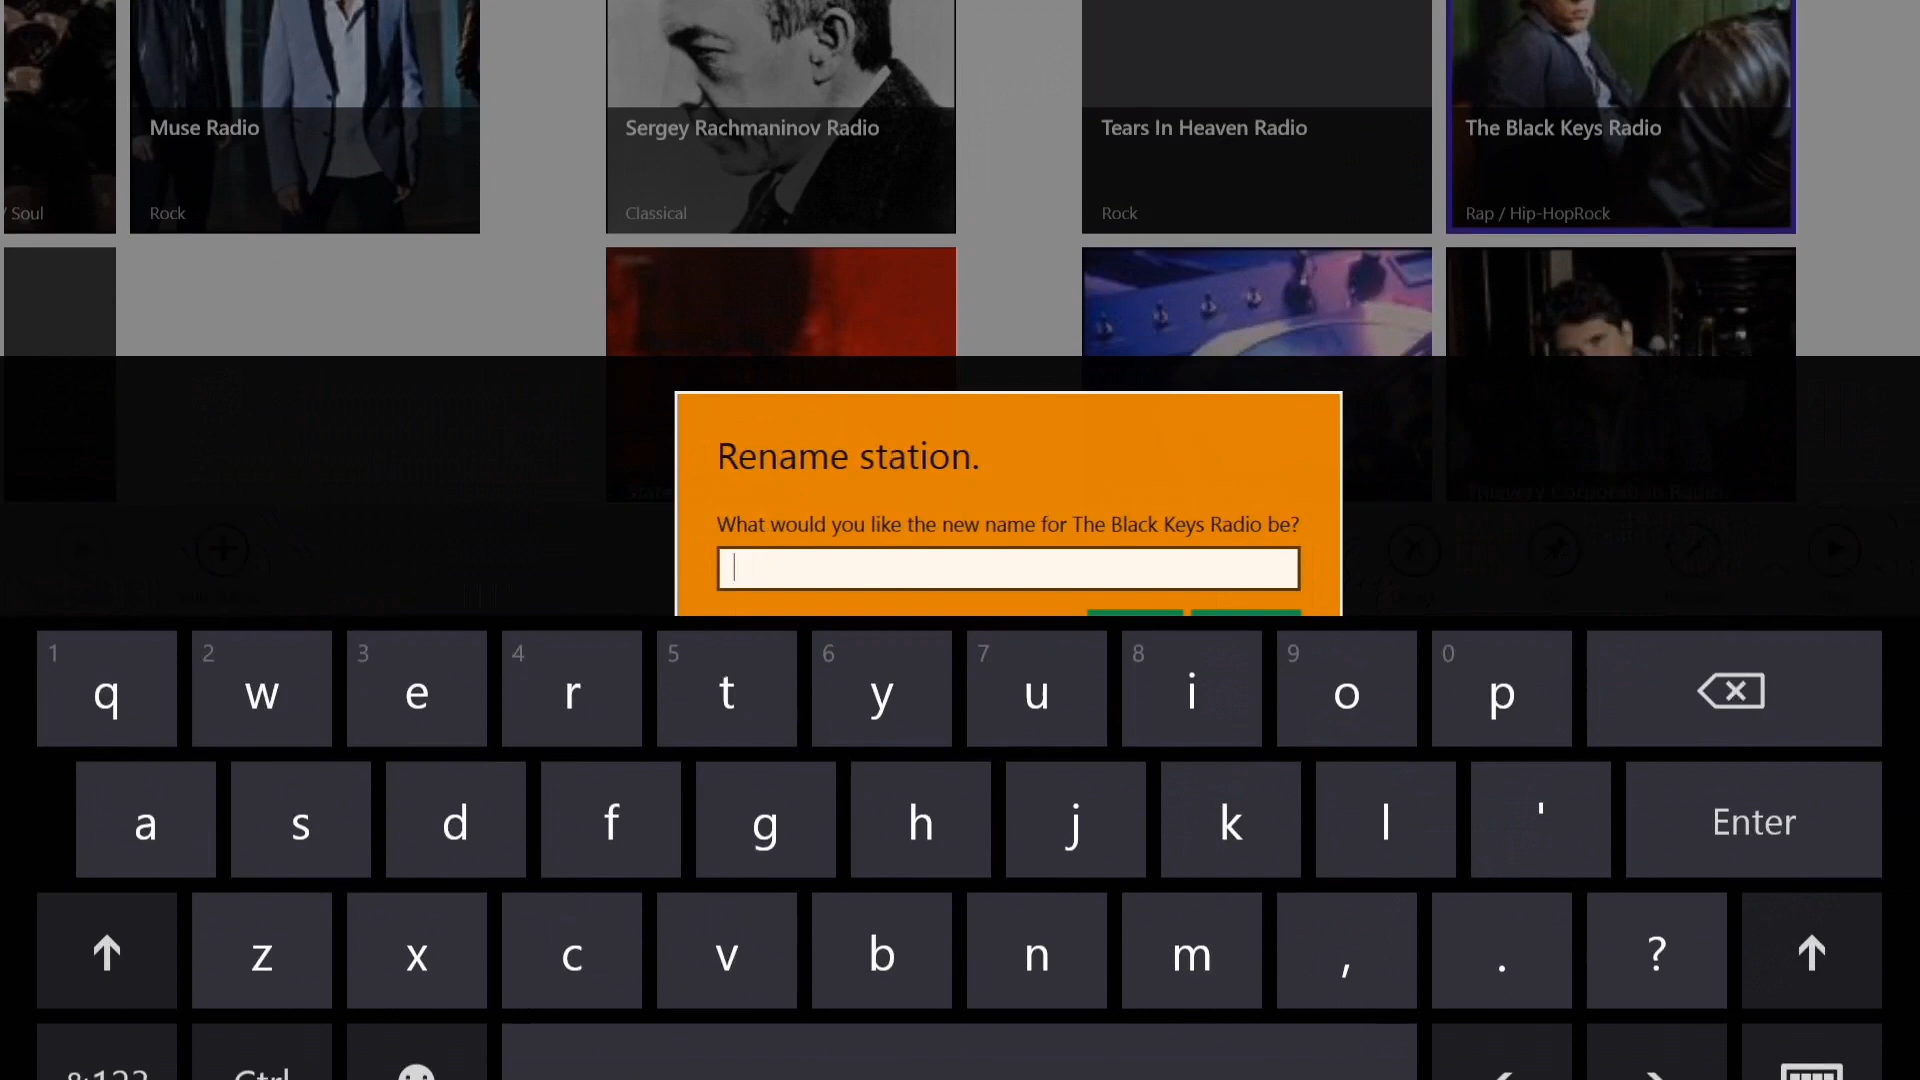 Muse Radio
Sergey Rachmaninov Radio
Tears In Heaven Radio
The Black Keys Radio
/ Soul
Rock
Classical
Rock
Rap / Hip-HopRock
Rename station.
What would you like the new name for The Black Keys Radio be?
1 2 3 4 5 6 7 8 9 0
q w e r t y u i o p
a s d f g h j k l ' Enter
z x c v b n m , . ?
&123 Ctrl